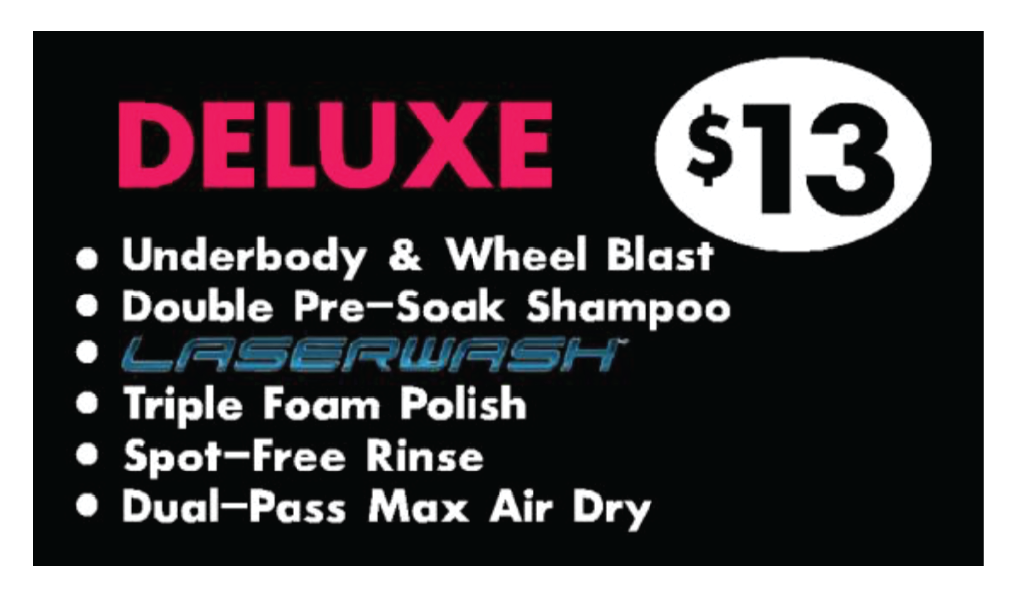 DELUXE
$13
• Underbody & Wheel Blast
• Double Pre-Soak Shampoo
• LASERWASH™
• Triple Foam Polish
• Spot-Free Rinse
• Dual-Pass Max Air Dry